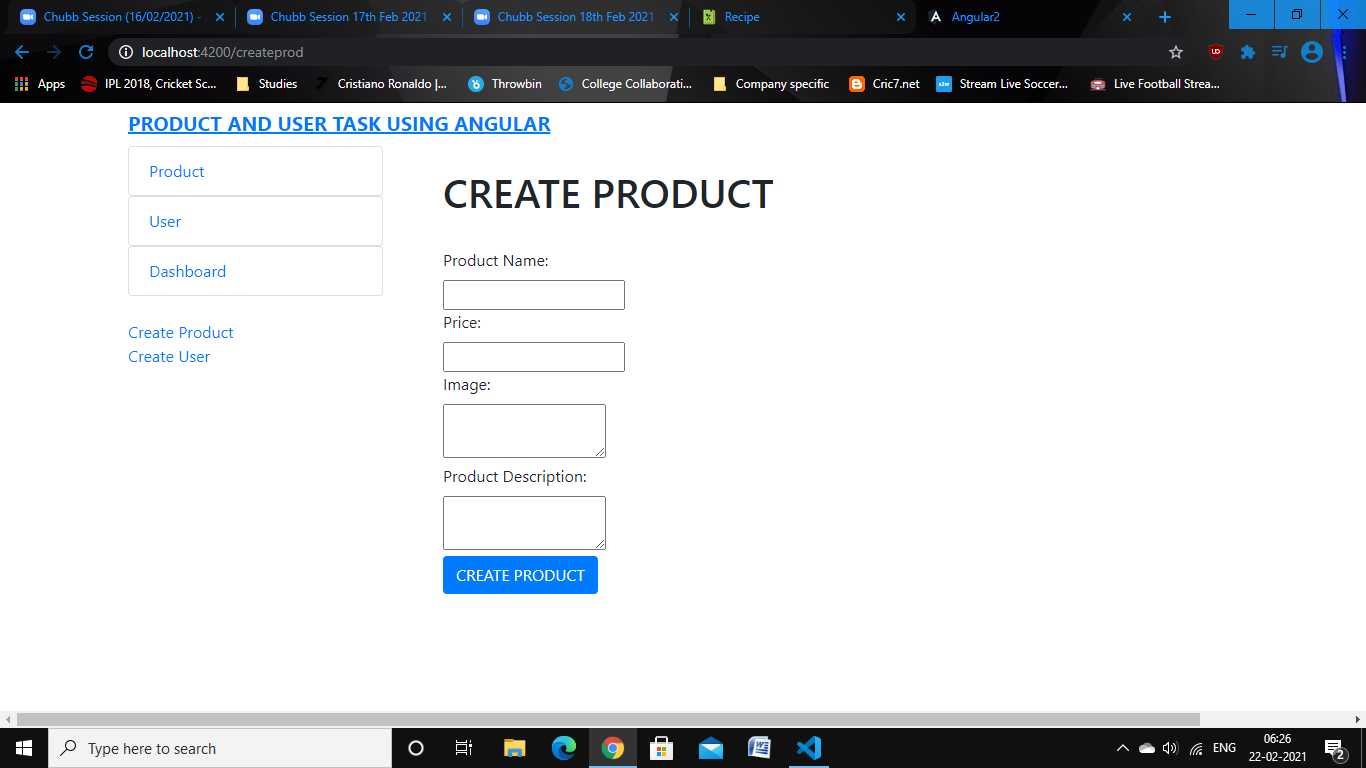 Chubb Session (16/02/2021) -
Chubb Session 17th Feb 2021
Chubb Session 18th Feb 2021
Recipe
Angular2
localhost:4200/createprod
Apps
IPL 2018, Cricket Sc...
Studies
Cristiano Ronaldo |...
Throwbin
College Collaborati...
Company specific
Cric7.net
Stream Live Soccer...
Live Football Strea...
PRODUCT AND USER TASK USING ANGULAR
Product
User
Dashboard
Create Product
Create User
CREATE PRODUCT
Product Name:
Price:
Image:
Product Description:
CREATE PRODUCT
Type here to search
ENG
06:26
22-02-2021
2